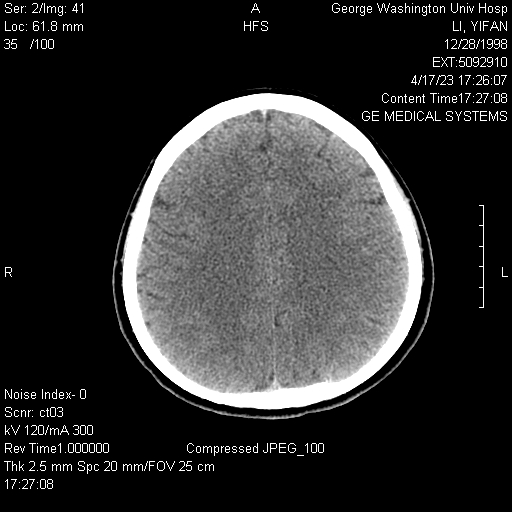 Ser: 2/Img: 41
Loc: 61.8 mm
35 /100
A
HFS
George Washington Univ Hosp
LI, YIFAN
12/28/1998
EXT:5092910
4/17/23 17:26:07
Content Time17:27:08
GE MEDICAL SYSTEMS
R
L
Noise Index- 0
Scnr: ct03
kV 120/mA 300
Rev Time1.000000
Compressed JPEG_100
Thk 2.5 mm Spc 20 mm/FOV 25 cm
17:27:08